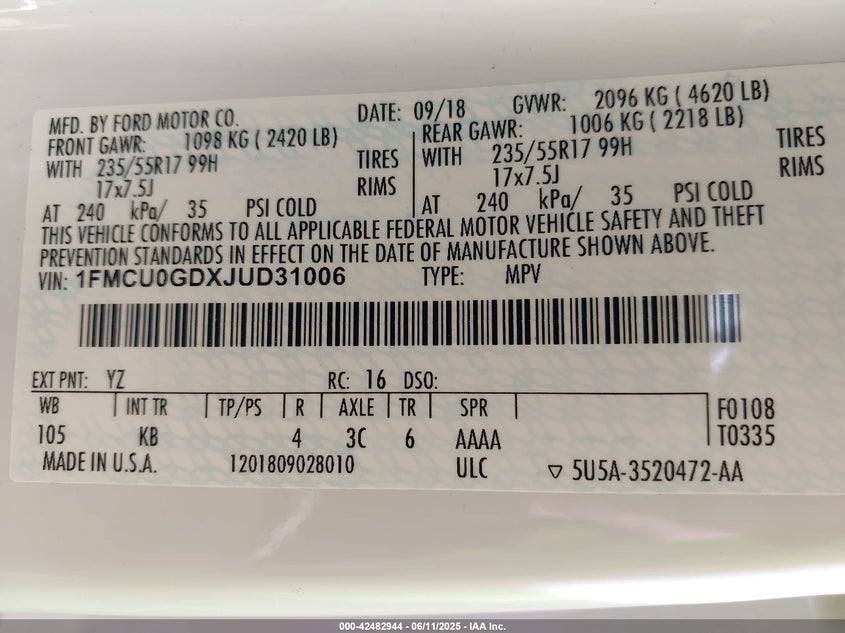 MFD. BY FORD MOTOR CO. DATE: 09/18 GVWR: 2096 KG ( 4620 LB)
FRONT GAWR: 1098 KG ( 2420 LB) REAR GAWR: 1006 KG ( 2218 LB)
WITH 235/55R17 99H TIRES WITH 235/55R17 99H TIRES
17x7.5J RIMS 17x7.5J RIMS
AT 240 kPa/ 35 PSI COLD AT 240 kPa/ 35 PSI COLD
THIS VEHICLE CONFORMS TO ALL APPLICABLE FEDERAL MOTOR VEHICLE SAFETY AND THEFT
PREVENTION STANDARDS IN EFFECT ON THE DATE OF MANUFACTURE SHOWN ABOVE.
VIN: 1FMCU0GDXJUD31006 TYPE: MPV
EXT PNT: YZ RC: 16 DSO:
WB INT TR TP/PS R AXLE TR SPR F0108
105 KB 4 3C 6 AAAA T0335
MADE IN U.S.A. 1201809028010 ULC 5U5A-3520472-AA
000-42482944 - 06/11/2025 - IAA Inc.